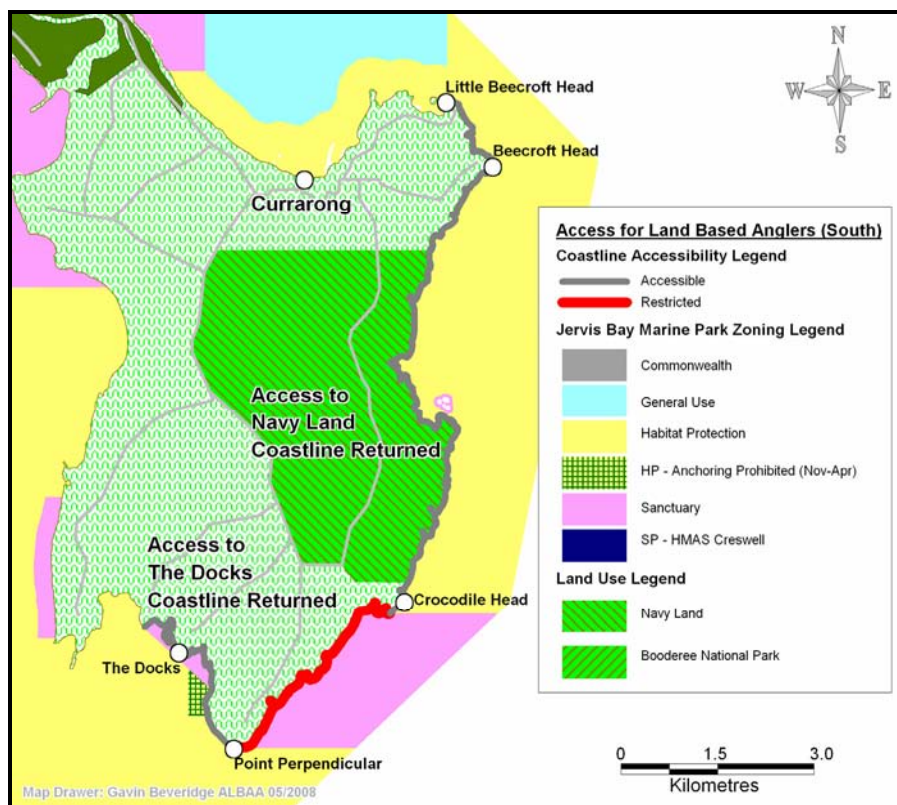 N
W E
S
Little Beecroft Head
Beecroft Head
Currarong
Access to
Navy Land
Coastline Returned
Access to
The Docks
Coastline Returned
Crocodile Head
The Docks
Point Perpendicular
Map Drawer: Gavin Beveridge ALBAA 05/2008
Access for Land Based Anglers (South)
Coastline Accessibility Legend
Accessible
Restricted
Jervis Bay Marine Park Zoning Legend
Commonwealth
General Use
Habitat Protection
HP - Anchoring Prohibited (Nov-Apr)
Sanctuary
SP - HMAS Creswell
Land Use Legend
Navy Land
Booderee National Park
0 1.5 3.0
Kilometres